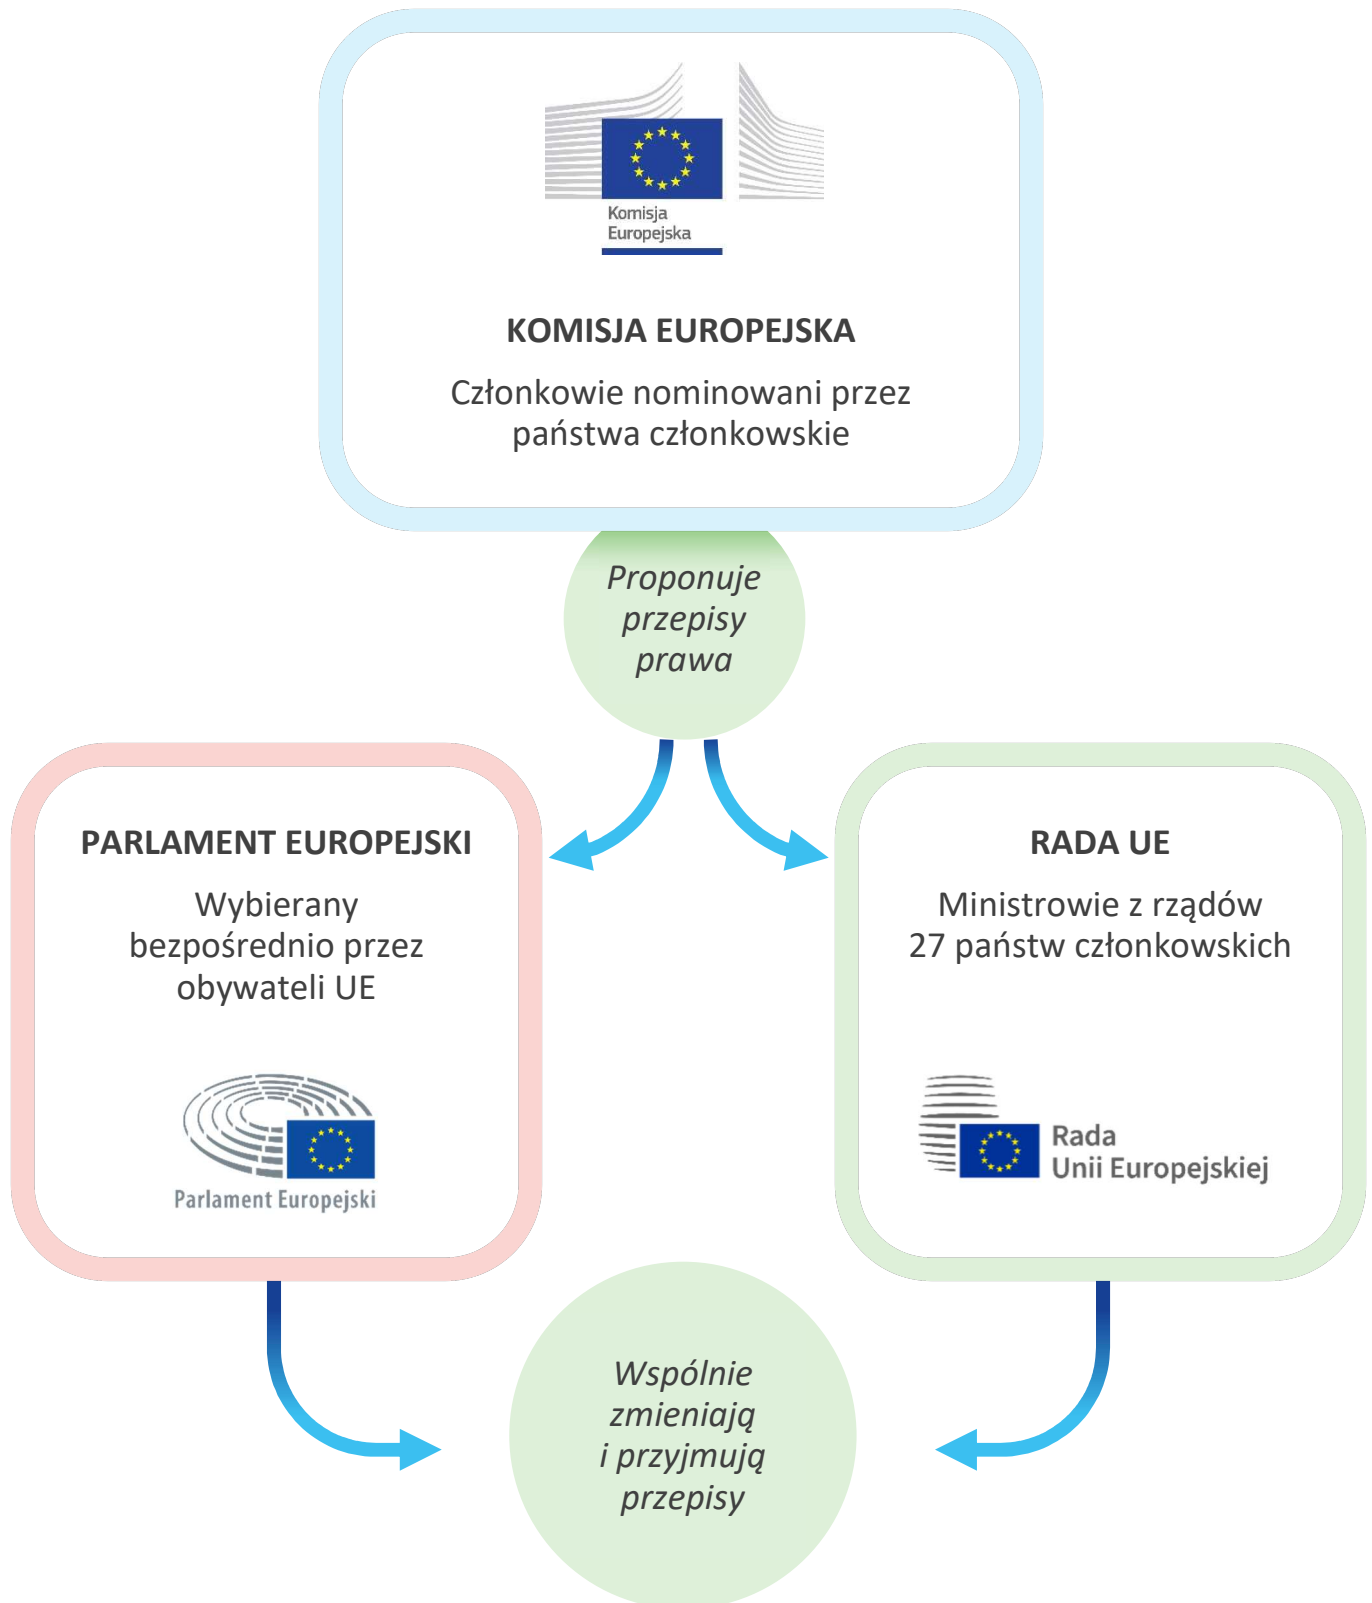 Komisja
Europejska
KOMISJA EUROPEJSKA
Członkowie nominowani przez
państwa członkowskie
Proponuje
przepisy
prawa
PARLAMENT EUROPEJSKI
Wybierany
bezpośrednio przez
obywateli UE
Parlament Europejski
RADA UE
Ministrowie z rządów
27 państw członkowskich
Rada
Unii Europejskiej
Wspólnie
zmieniają
i przyjmują
przepisy